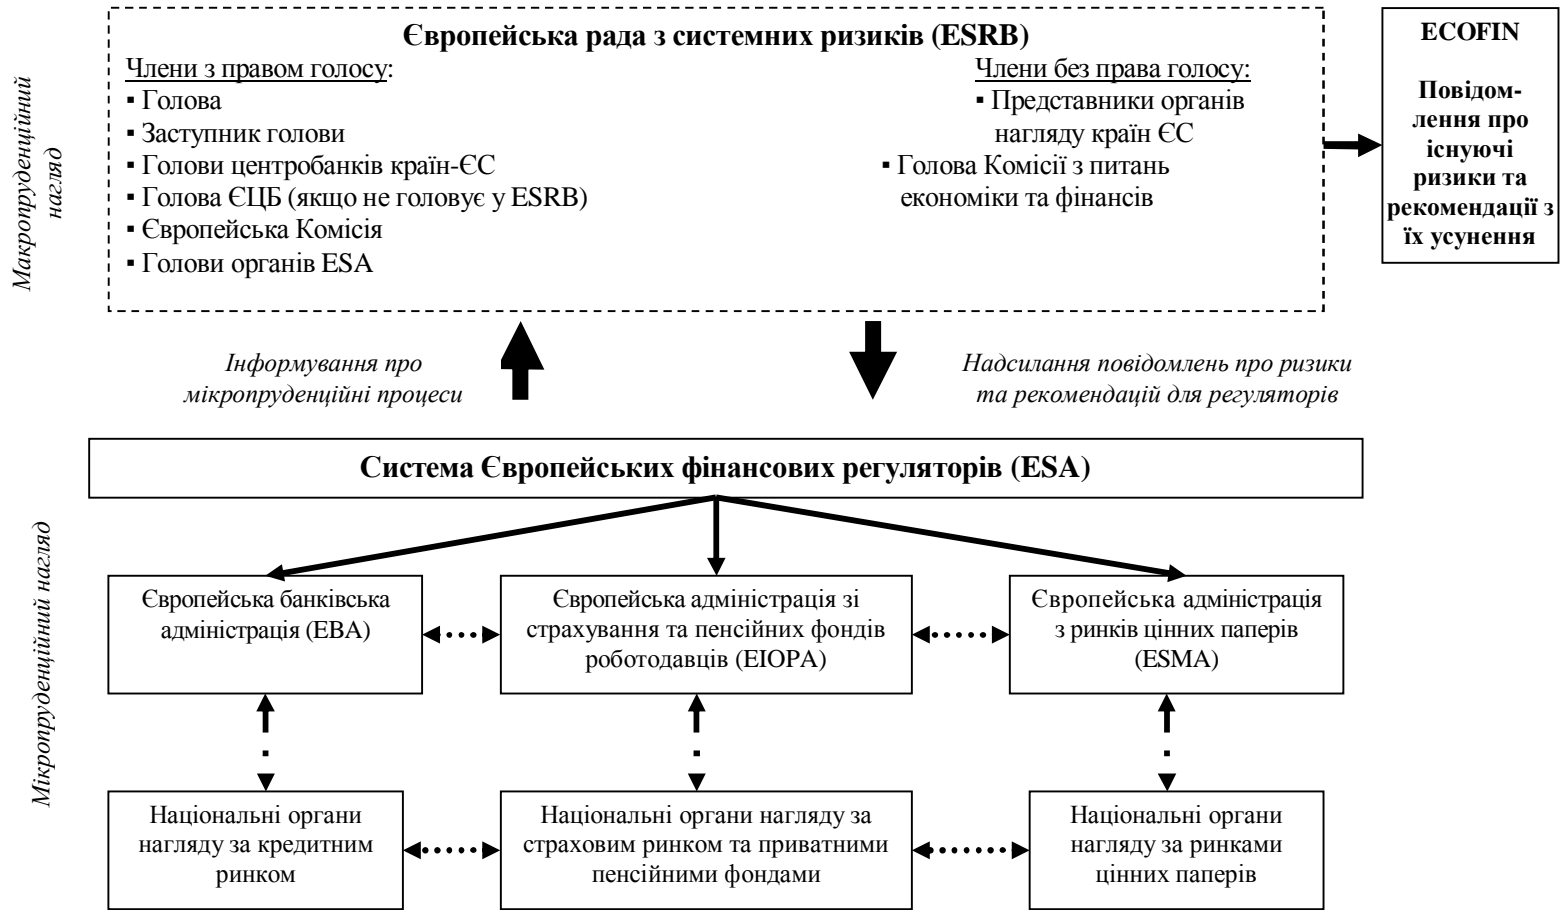 Макропруденційний
нагляд
Європейська рада з системних ризиків (ESRB)
Члени з правом голосу:
▪ Голова
▪ Заступник голови
▪ Голови центробанків країн-ЄС
▪ Голова ЄЦБ (якщо не головує у ESRB)
▪ Європейська Комісія
▪ Голови органів ESA
Члени без права голосу:
▪ Представники органів
нагляду країн ЄС
▪ Голова Комісії з питань
економіки та фінансів
ECOFIN
Повідом-
лення про
існуючі
ризики та
рекомендації з
їх усунення
Інформування про
мікропруденційні процеси
Надсилання повідомлень про ризики
та рекомендацій для регуляторів
Мікропруденційний нагляд
Система Європейських фінансових регуляторів (ESA)
Європейська банківська
адміністрація (EBA)
Європейська адміністрація зі
страхування та пенсійних фондів
роботодавців (EIOPA)
Європейська адміністрація
з ринків цінних паперів
(ESMA)
Національні органи
нагляду за кредитним
ринком
Національні органи нагляду за
страховим ринком та приватними
пенсійними фондами
Національні органи
нагляду за ринками
цінних паперів